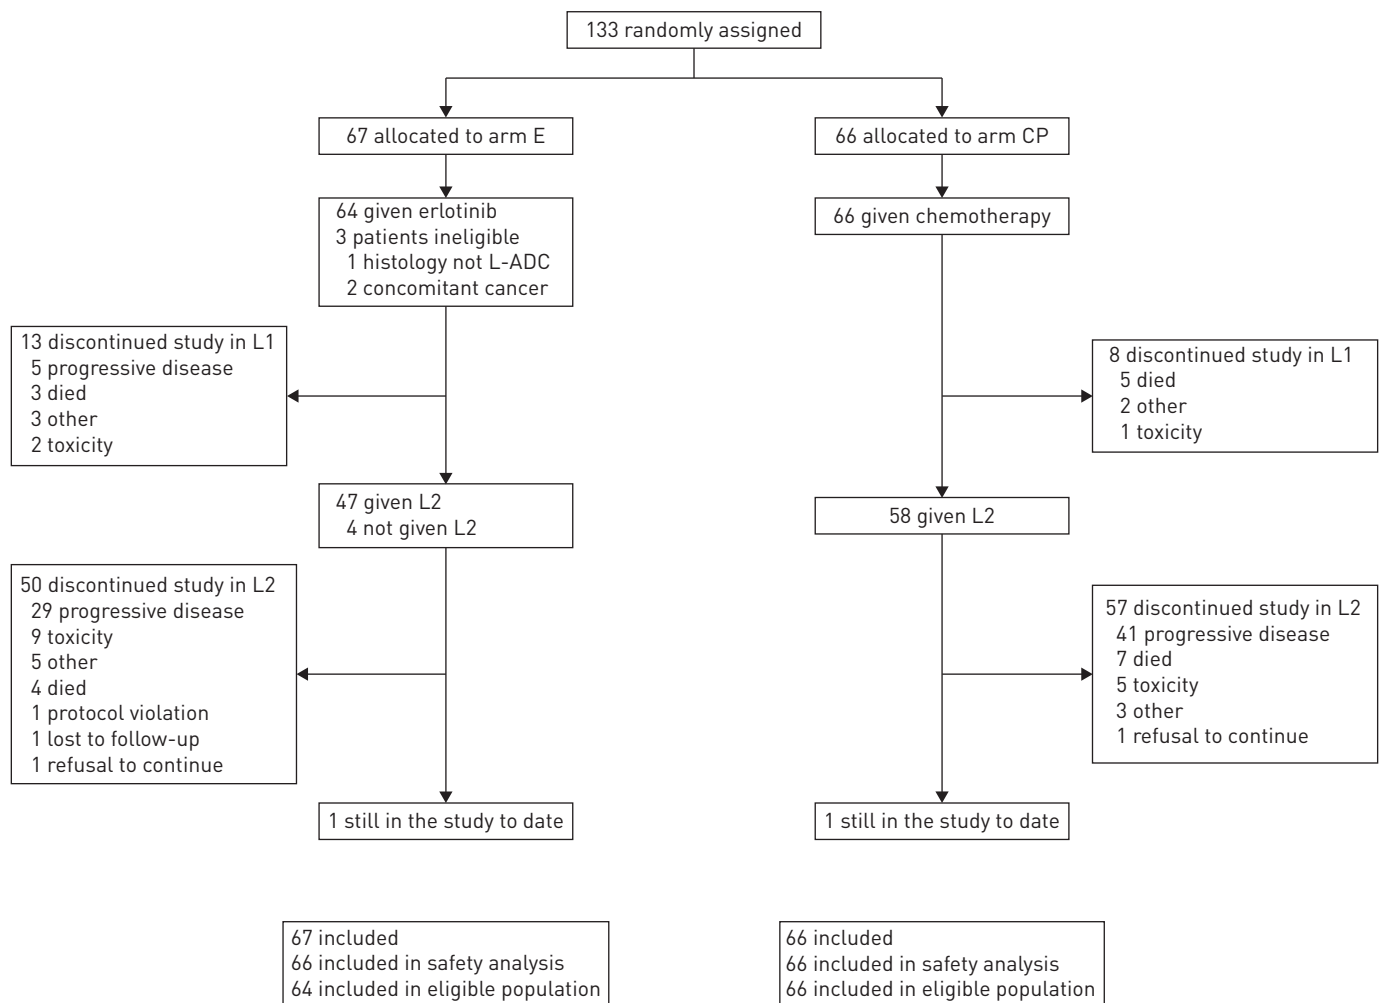 133 randomly assigned
67 allocated to arm E
66 allocated to arm CP
64 given erlotinib
3 patients ineligible
1 histology not L-ADC
2 concomitant cancer
66 given chemotherapy
13 discontinued study in L1
5 progressive disease
3 died
3 other
2 toxicity
8 discontinued study in L1
5 died
2 other
1 toxicity
47 given L2
4 not given L2
58 given L2
50 discontinued study in L2
29 progressive disease
9 toxicity
5 other
4 died
1 protocol violation
1 lost to follow-up
1 refusal to continue
57 discontinued study in L2
41 progressive disease
7 died
5 toxicity
3 other
1 refusal to continue
1 still in the study to date
1 still in the study to date
67 included
66 included in safety analysis
64 included in eligible population
66 included
66 included in safety analysis
66 included in eligible population